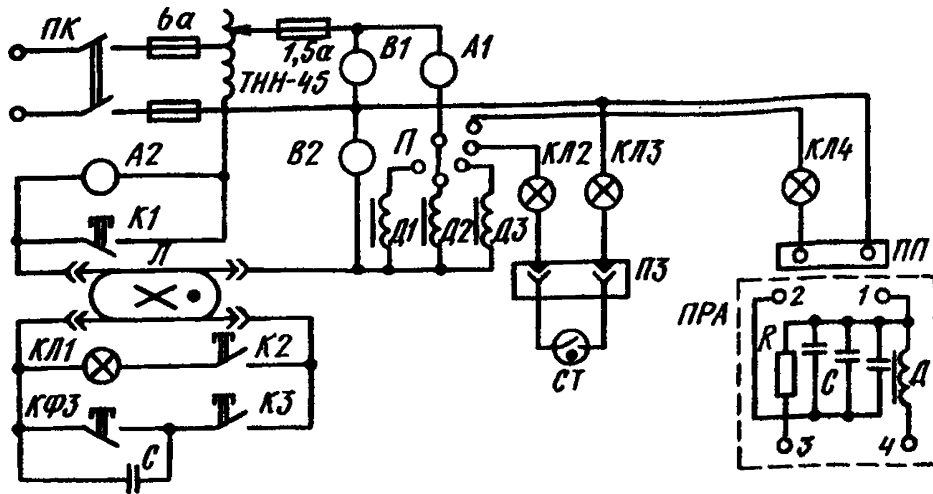 ПК
6а
1,5а
В1
А1
ТНН-45
А2
В2
П
КЛ2
КЛ3
КЛ4
К1
Д1
Д2
Д3
Л
ПЗ
ПП
ПРА
2
1
КЛ1
К2
R
С
Д
СТ
КФЗ
К3
3
4
С